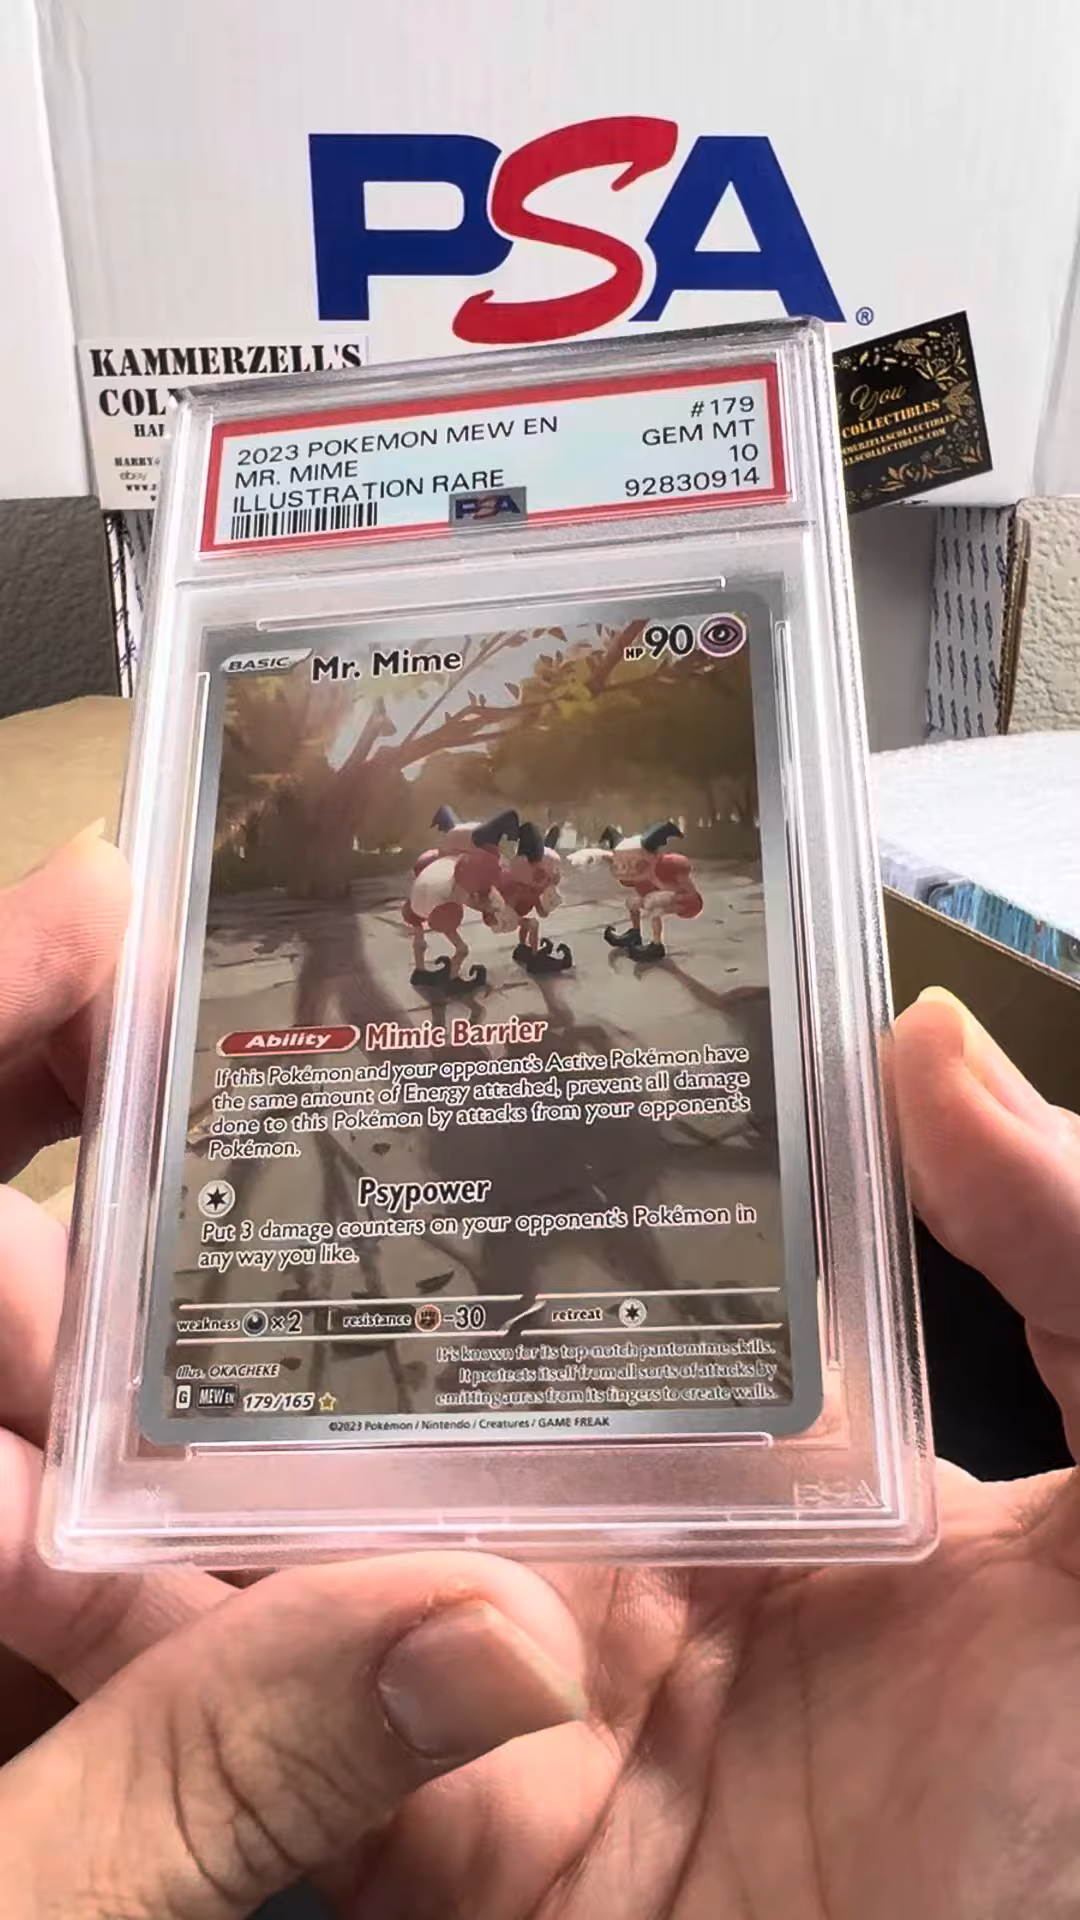 PSA®
KAMMERZELL'S
You
COLLECTIBLES
2023 POKEMON MEW EN #179
MR. MIME GEM MT
ILLUSTRATION RARE 10
92830914
PSA
BASIC Mr. Mime HP 90
Ability Mimic Barrier
If this Pokémon and your opponent's Active Pokémon have
the same amount of Energy attached, prevent all damage
done to this Pokémon by attacks from your opponent's
Pokémon.
Psypower
Put 3 damage counters on your opponent's Pokémon in
any way you like.
weakness ×2 resistance -30 retreat
It's known for its top-notch pantomime skills.
It protects itself from all sorts of attacks by
emitting auras from its fingers to create walls.
Illus. OKACHEKE
G MEW EN 179/165
©2023 Pokémon / Nintendo / Creatures / GAME FREAK
PSA